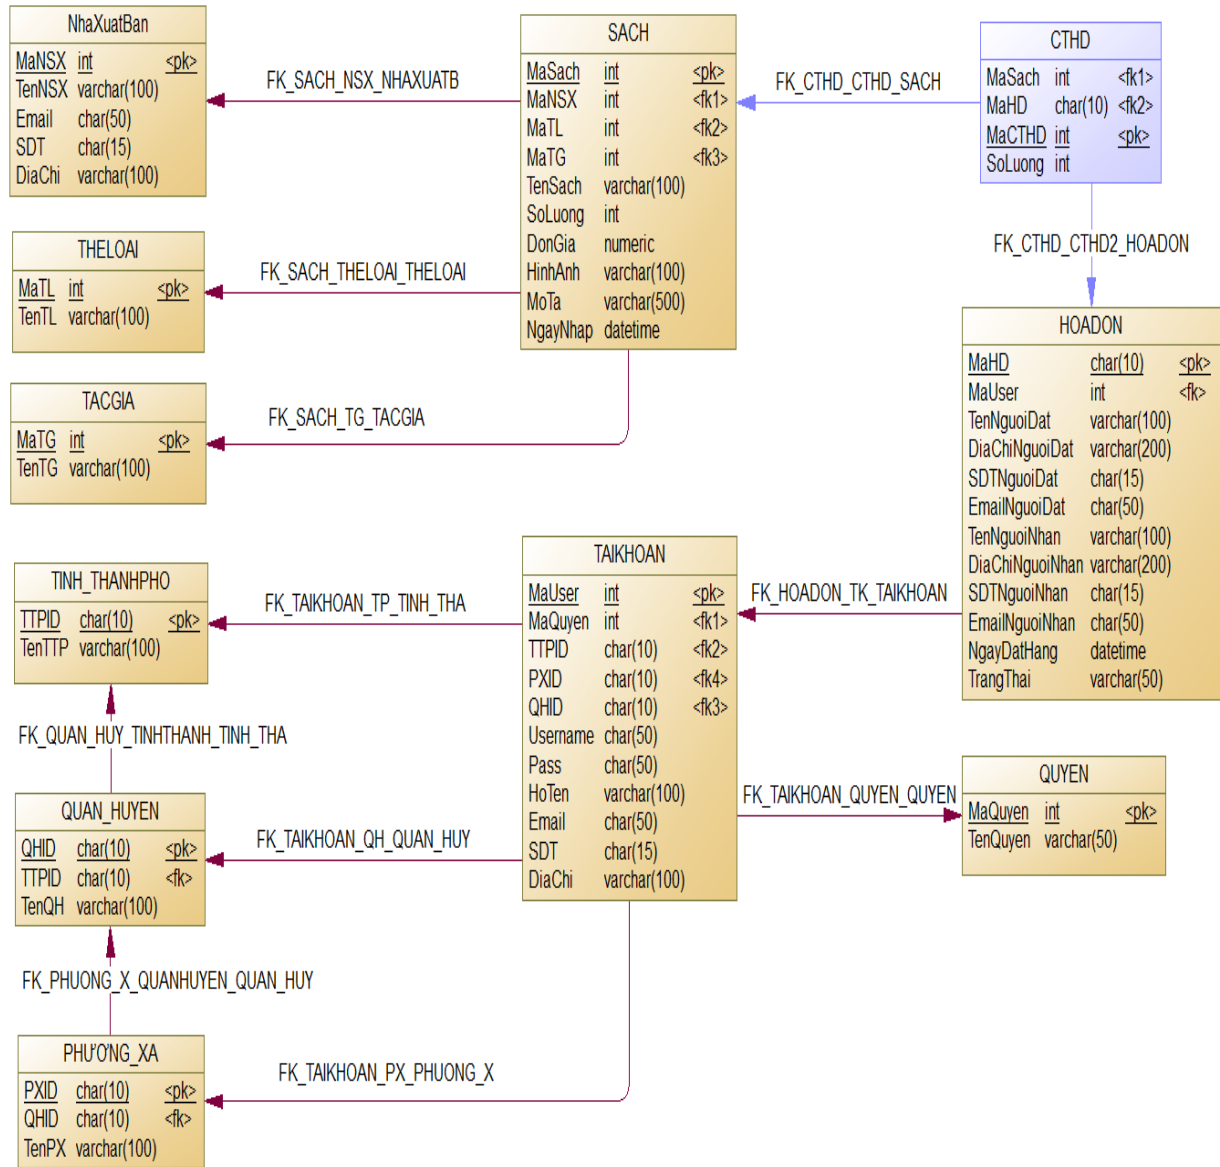 NhaXuatBan
MaNSX int <pk>
TenNSX varchar(100)
Email char(50)
SDT char(15)
DiaChi varchar(100)
FK_SACH_NSX_NHAXUATB
SACH
MaSach int <pk>
MaNSX int <fk1>
MaTL int <fk2>
MaTG int <fk3>
TenSach varchar(100)
SoLuong int
DonGia numeric
HinhAnh varchar(100)
MoTa varchar(500)
NgayNhap datetime
FK_CTHD_CTHD_SACH
CTHD
MaSach int <fk1>
MaHD char(10) <fk2>
MaCTHD int <pk>
SoLuong int
FK_CTHD_CTHD2_HOADON
THELOAI
MaTL int <pk>
TenTL varchar(100)
FK_SACH_THELOAI_THELOAI
TACGIA
MaTG int <pk>
TenTG varchar(100)
FK_SACH_TG_TACGIA
HOADON
MaHD char(10) <pk>
MaUser int <fk>
TenNguoiDat varchar(100)
DiaChiNguoiDat varchar(200)
SDTNguoiDat char(15)
EmailNguoiDat char(50)
TenNguoiNhan varchar(100)
DiaChiNguoiNhan varchar(200)
SDTNguoiNhan char(15)
EmailNguoiNhan char(50)
NgayDatHang datetime
TrangThai varchar(50)
TINH_THANHPHO
TTPID char(10) <pk>
TenTTP varchar(100)
FK_TAIKHOAN_TP_TINH_THA
TAIKHOAN
MaUser int <pk>
MaQuyen int <fk1>
TTPID char(10) <fk2>
PXID char(10) <fk4>
QHID char(10) <fk3>
Username char(50)
Pass char(50)
HoTen varchar(100)
Email char(50)
SDT char(15)
DiaChi varchar(100)
FK_HOADON_TK_TAIKHOAN
FK_QUAN_HUY_TINHTHANH_TINH_THA
QUAN_HUYEN
QHID char(10) <pk>
TTPID char(10) <fk>
TenQH varchar(100)
FK_TAIKHOAN_QH_QUAN_HUY
FK_TAIKHOAN_QUYEN_QUYEN
QUYEN
MaQuyen int <pk>
TenQuyen varchar(50)
FK_PHUONG_X_QUANHUYEN_QUAN_HUY
PHƯƠNG_XA
PXID char(10) <pk>
QHID char(10) <fk>
TenPX varchar(100)
FK_TAIKHOAN_PX_PHUONG_X